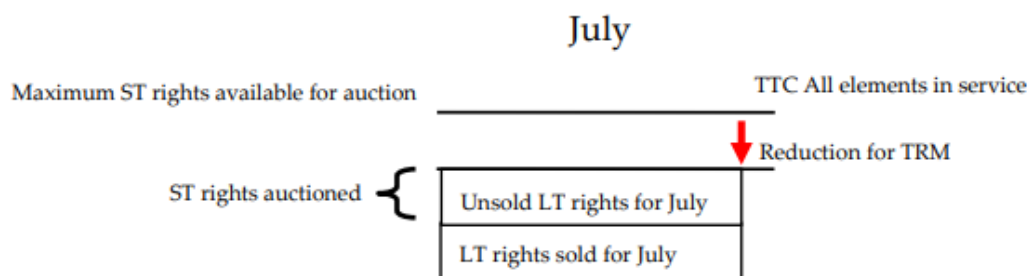 July
Maximum ST rights available for auction
TTC All elements in service
Reduction for TRM
ST rights auctioned
Unsold LT rights for July
LT rights sold for July